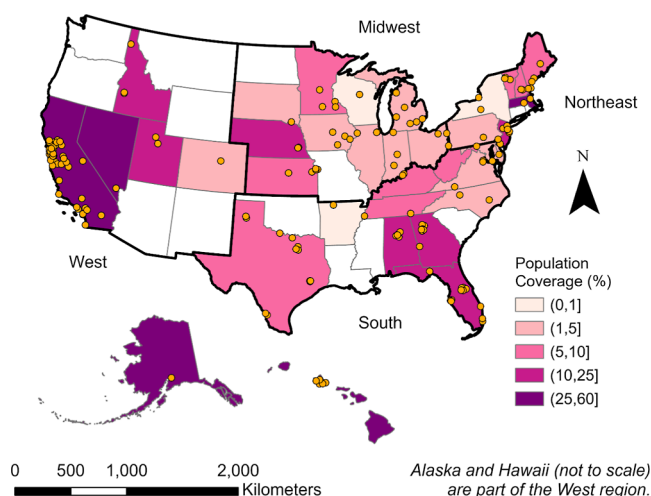 Midwest
Northeast
N
West
South
Population
Coverage (%)
(0,1]
(1,5]
(5,10]
(10,25]
(25,60]
0 500 1,000 2,000
Kilometers
Alaska and Hawaii (not to scale)
are part of the West region.